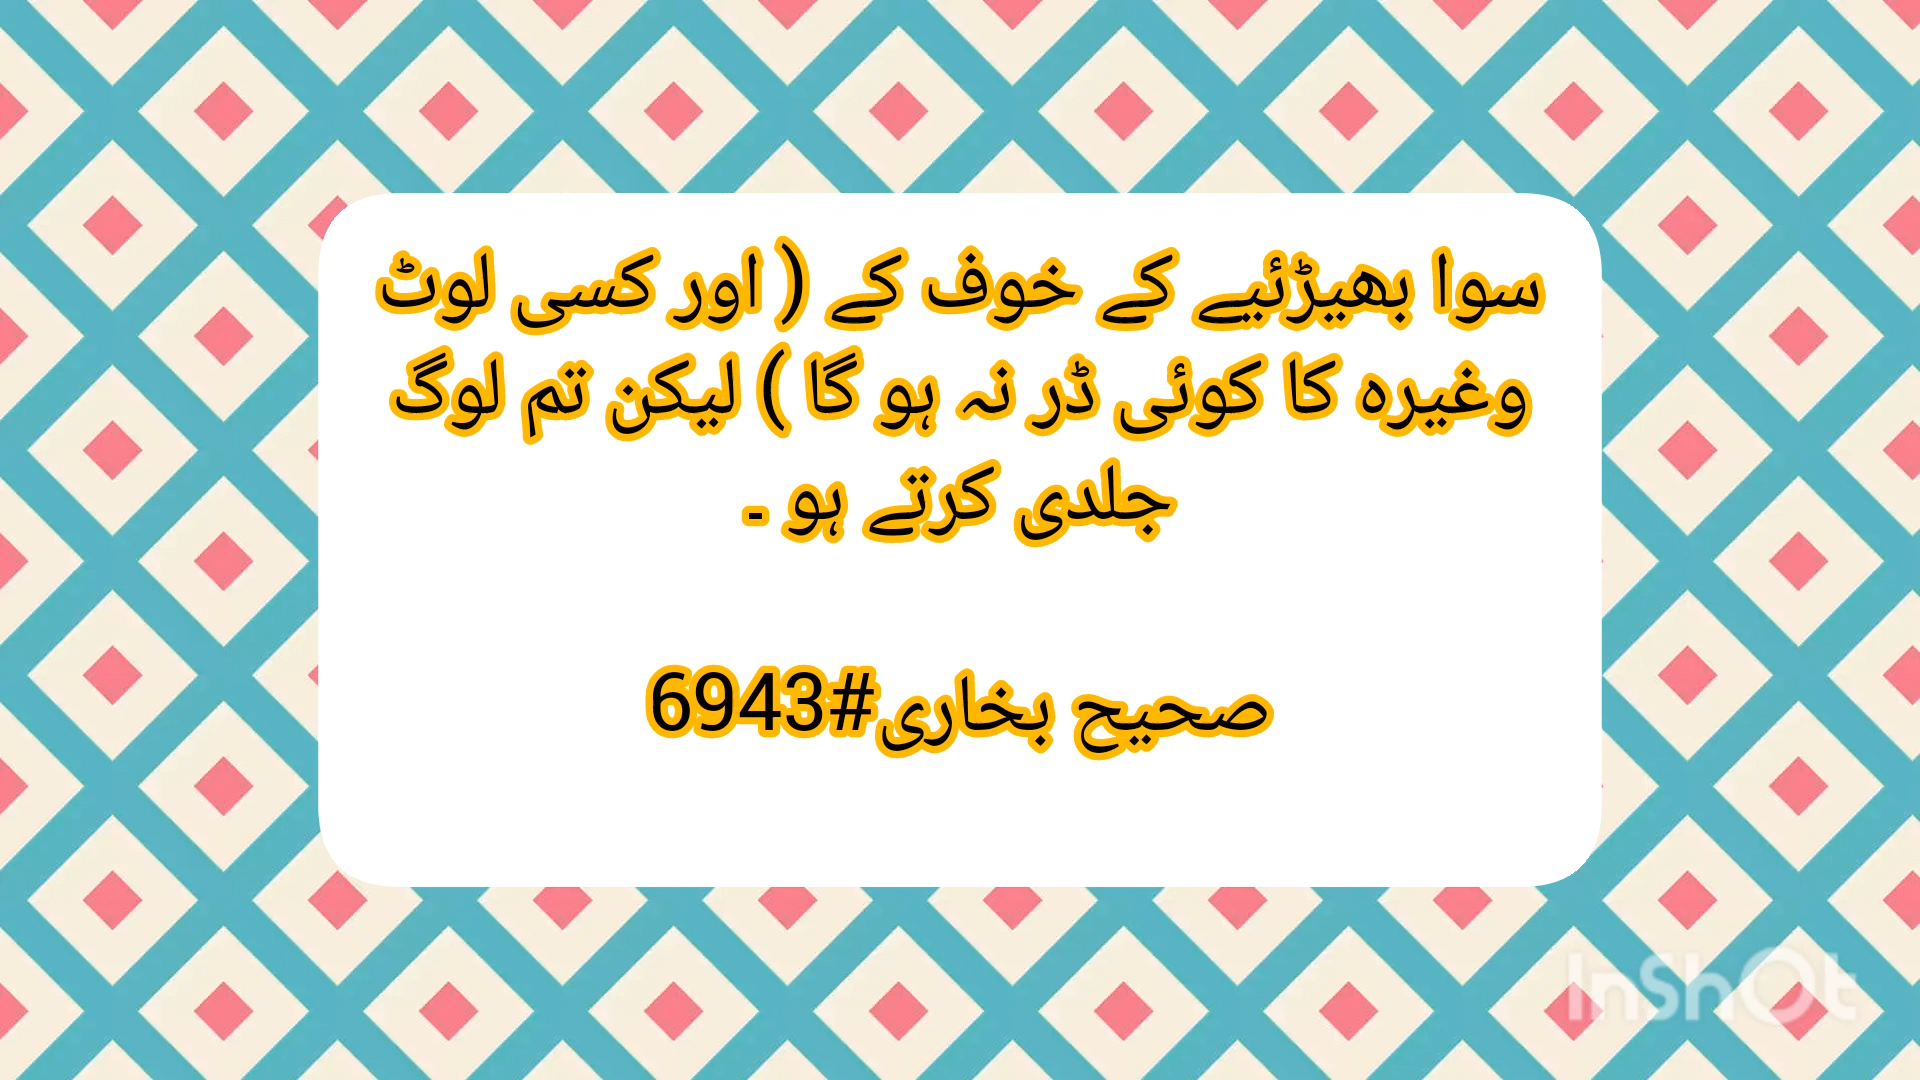 سوا بھیڑئیے کے خوف کے ( اور کسی لوٹ
وغیرہ کا کوئی ڈر نہ ہو گا ) لیکن تم لوگ
جلدی کرتے ہو ۔
صحیح بخاری#6943
InShOt